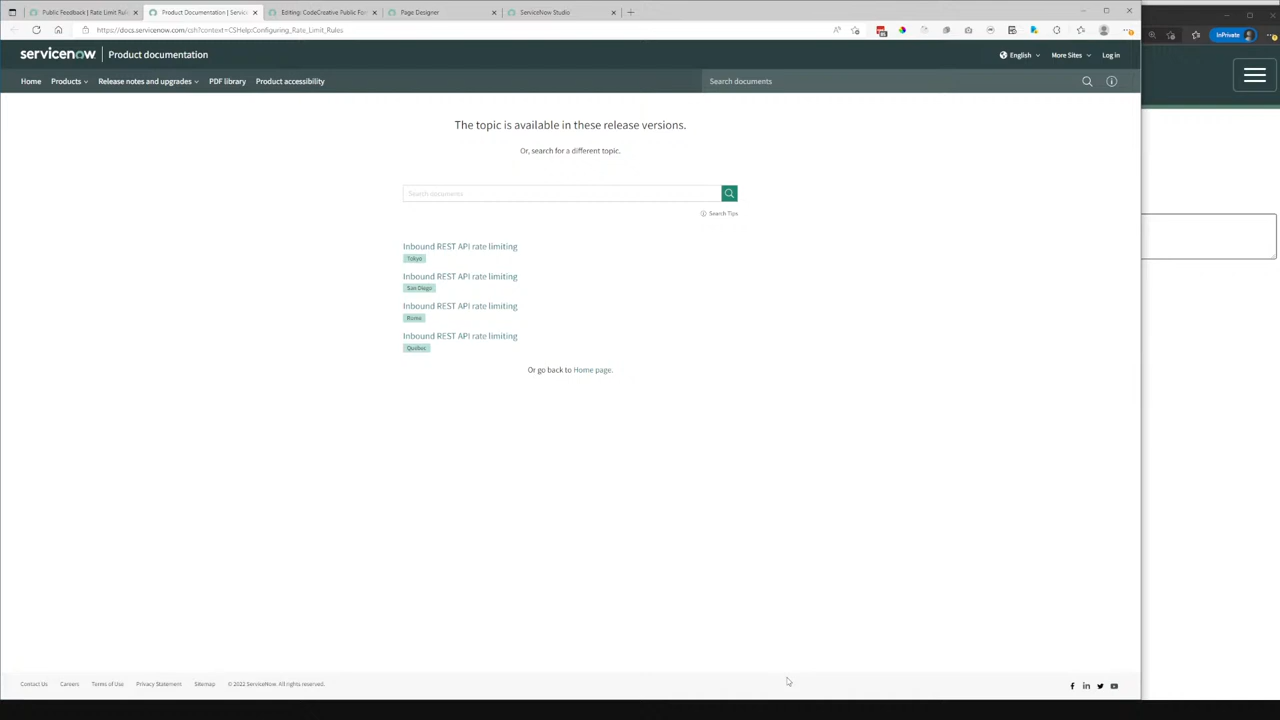 Public Feedback | Rate Limit Rul
Product Documentation | Servic
Editing: CodeCreative Public Fo
Page Designer
ServiceNow Studio
https://docs.servicenow.com/csh?context=CSHelp:Configuring_Rate_Limit_Rules
InPrivate
servicenow
Product documentation
English
More Sites
Log in
Home
Products
Release notes and upgrades
PDF library
Product accessibility
Search documents
The topic is available in these release versions.
Or, search for a different topic.
Search documents
Search Tips
Inbound REST API rate limiting
Tokyo
Inbound REST API rate limiting
San Diego
Inbound REST API rate limiting
Rome
Inbound REST API rate limiting
Quebec
Or go back to Home page.
Contact Us
Careers
Terms of Use
Privacy Statement
Sitemap
© 2022 ServiceNow. All rights reserved.